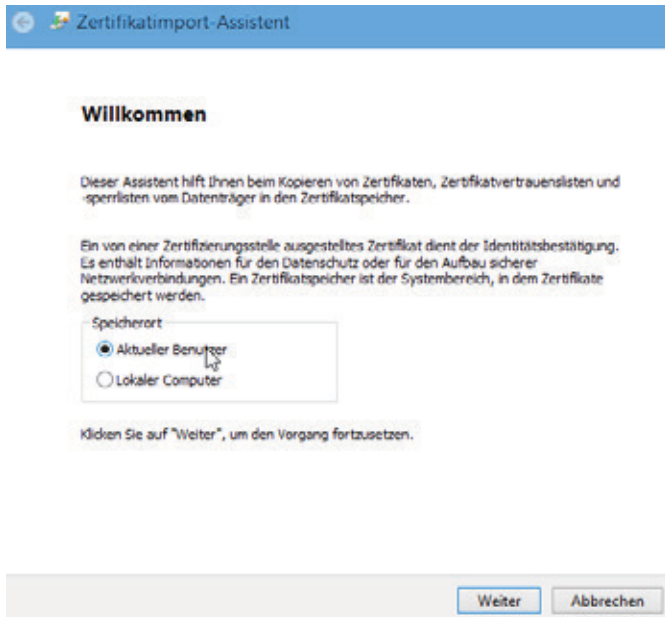 Zertifikatimport-Assistent
Willkommen
Dieser Assistent hilft Ihnen beim Kopieren von Zertifikaten, Zertifikatvertrauenslisten und
-sperrlisten vom Datenträger in den Zertifikatspeicher.
Ein von einer Zertifizierungsstelle ausgestelltes Zertifikat dient der Identitätsbestätigung.
Es enthält Informationen für den Datenschutz oder für den Aufbau sicherer
Netzwerkverbindungen. Ein Zertifikatspeicher ist der Systembereich, in dem Zertifikate
gespeichert werden.
Speicherort
Aktueller Benutzer
Lokaler Computer
Klicken Sie auf "Weiter", um den Vorgang fortzusetzen.
Weiter Abbrechen